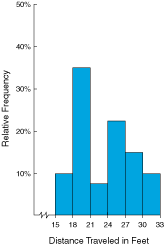 50%
40%
30%
20%
10%
Relative Frequency
15 18 21 24 27 30 33
Distance Traveled in Feet